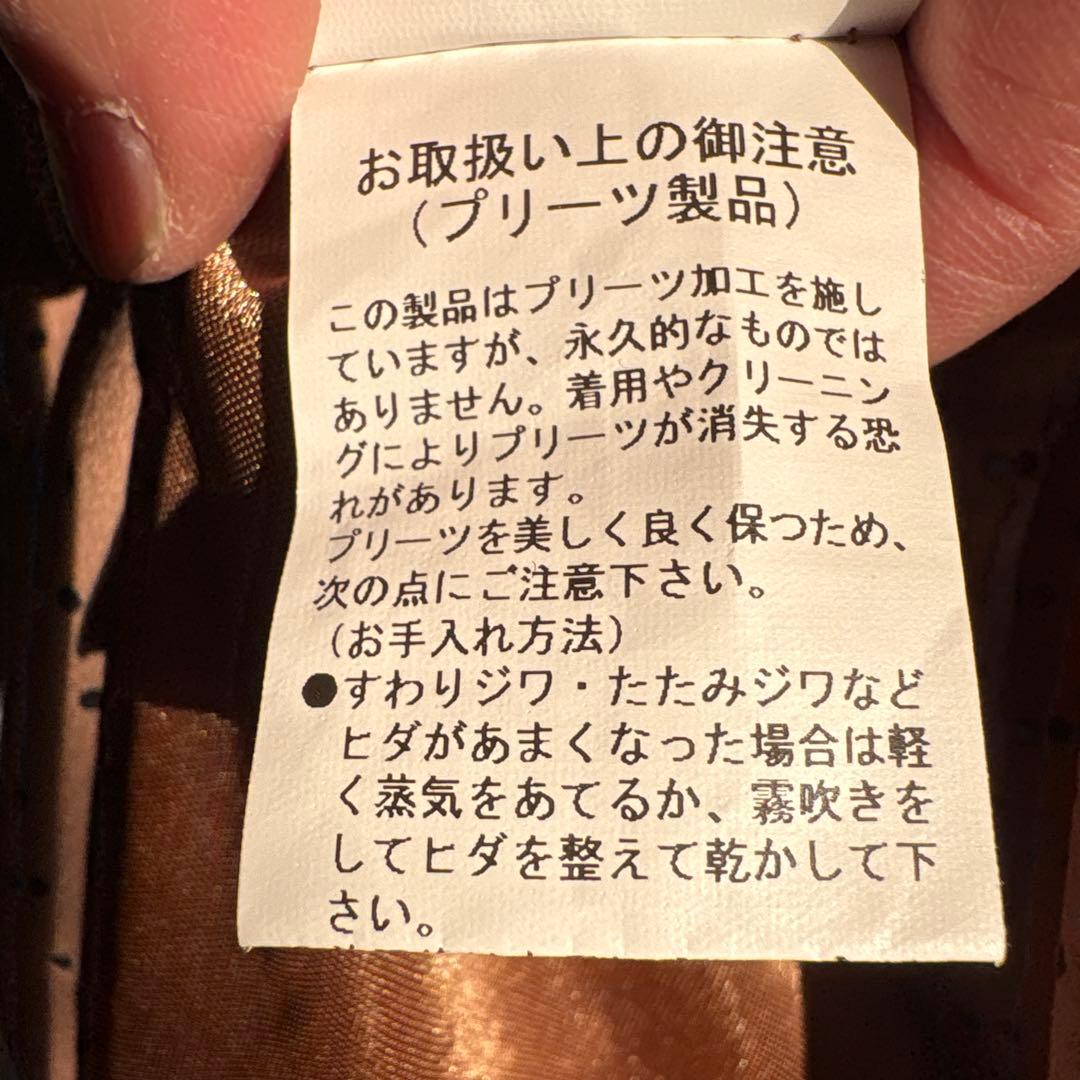 お取扱い上の御注意
(プリーツ製品)
この製品はプリーツ加工を施し
ていますが、永久的なものでは
ありません。着用やクリーニン
グによりプリーツが消失する恐
れがあります。
プリーツを美しく良く保つため、
次の点にご注意下さい。
(お手入れ方法)
●すわりジワ・たたみジワなど
ヒダがあまくなった場合は軽
く蒸気をあてるか、霧吹きを
してヒダを整えて乾かして下
さい。